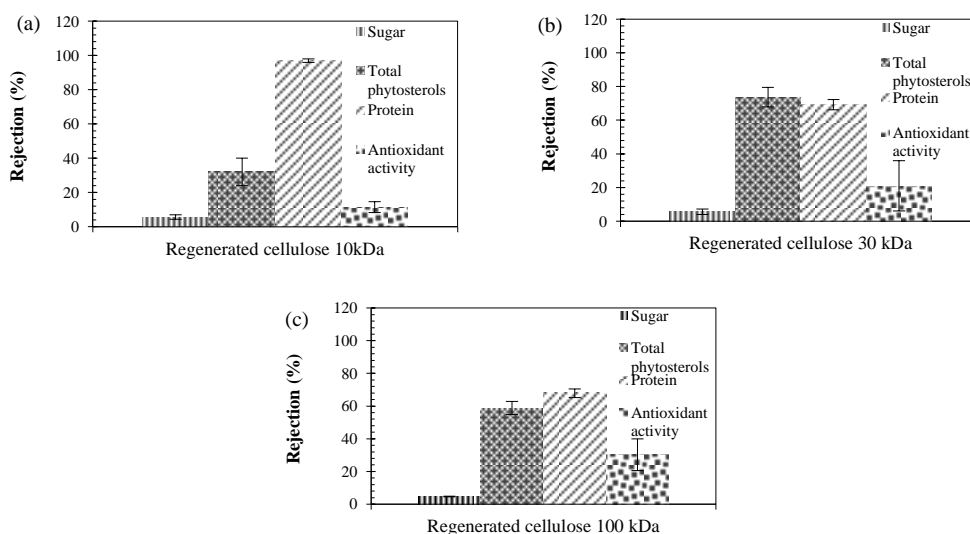 (a)
Rejection (%)
120
100
80
60
40
20
0
Sugar
Total
phytosterols
Protein
Antioxidant
activity
Regenerated cellulose 10kDa
(b)
Rejection (%)
120
100
80
60
40
20
0
Sugar
Total
phytosterols
Protein
Antioxidant
activity
Regenerated cellulose 30 kDa
(c)
Rejection (%)
120
100
80
60
40
20
0
Sugar
Total
phytosterols
Protein
Antioxidant
activity
Regenerated cellulose 100 kDa